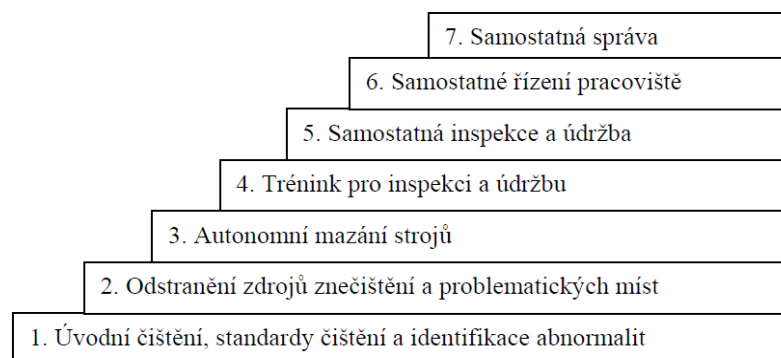 7. Samostatná správa
6. Samostatné řízení pracoviště
5. Samostatná inspekce a údržba
4. Trénink pro inspekci a údržbu
3. Autonomní mazání strojů
2. Odstranění zdrojů znečištění a problematických míst
1. Úvodní čištění, standardy čištění a identifikace abnormalit